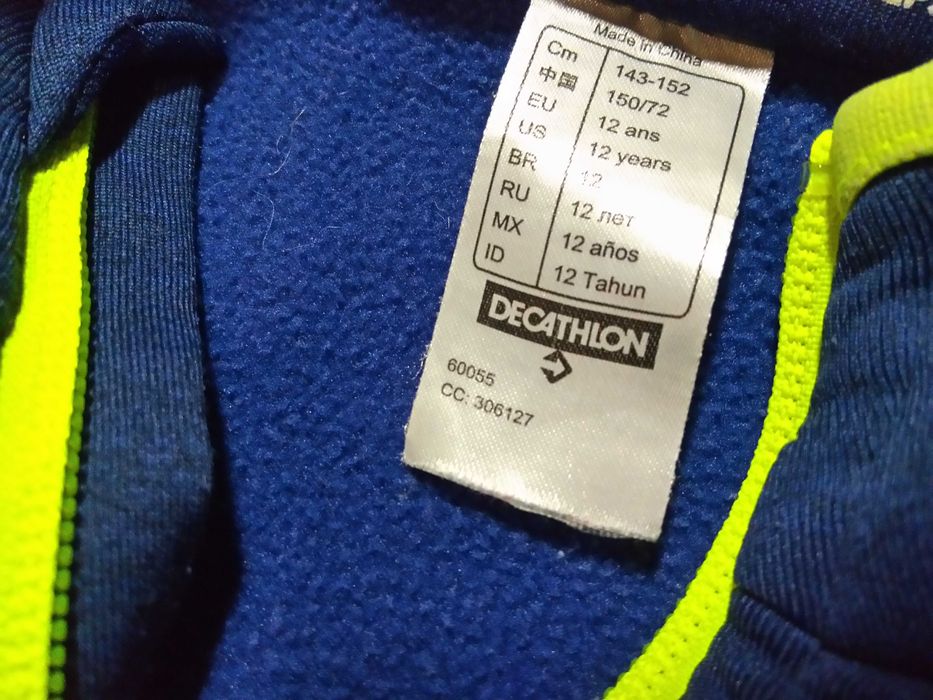 Made in China
Cm 143-152
中国 150/72
EU 12 ans
US 12 years
BR 12
RU 12 лет
MX 12 años
ID 12 Tahun
DECATHLON
60055
CC: 306127